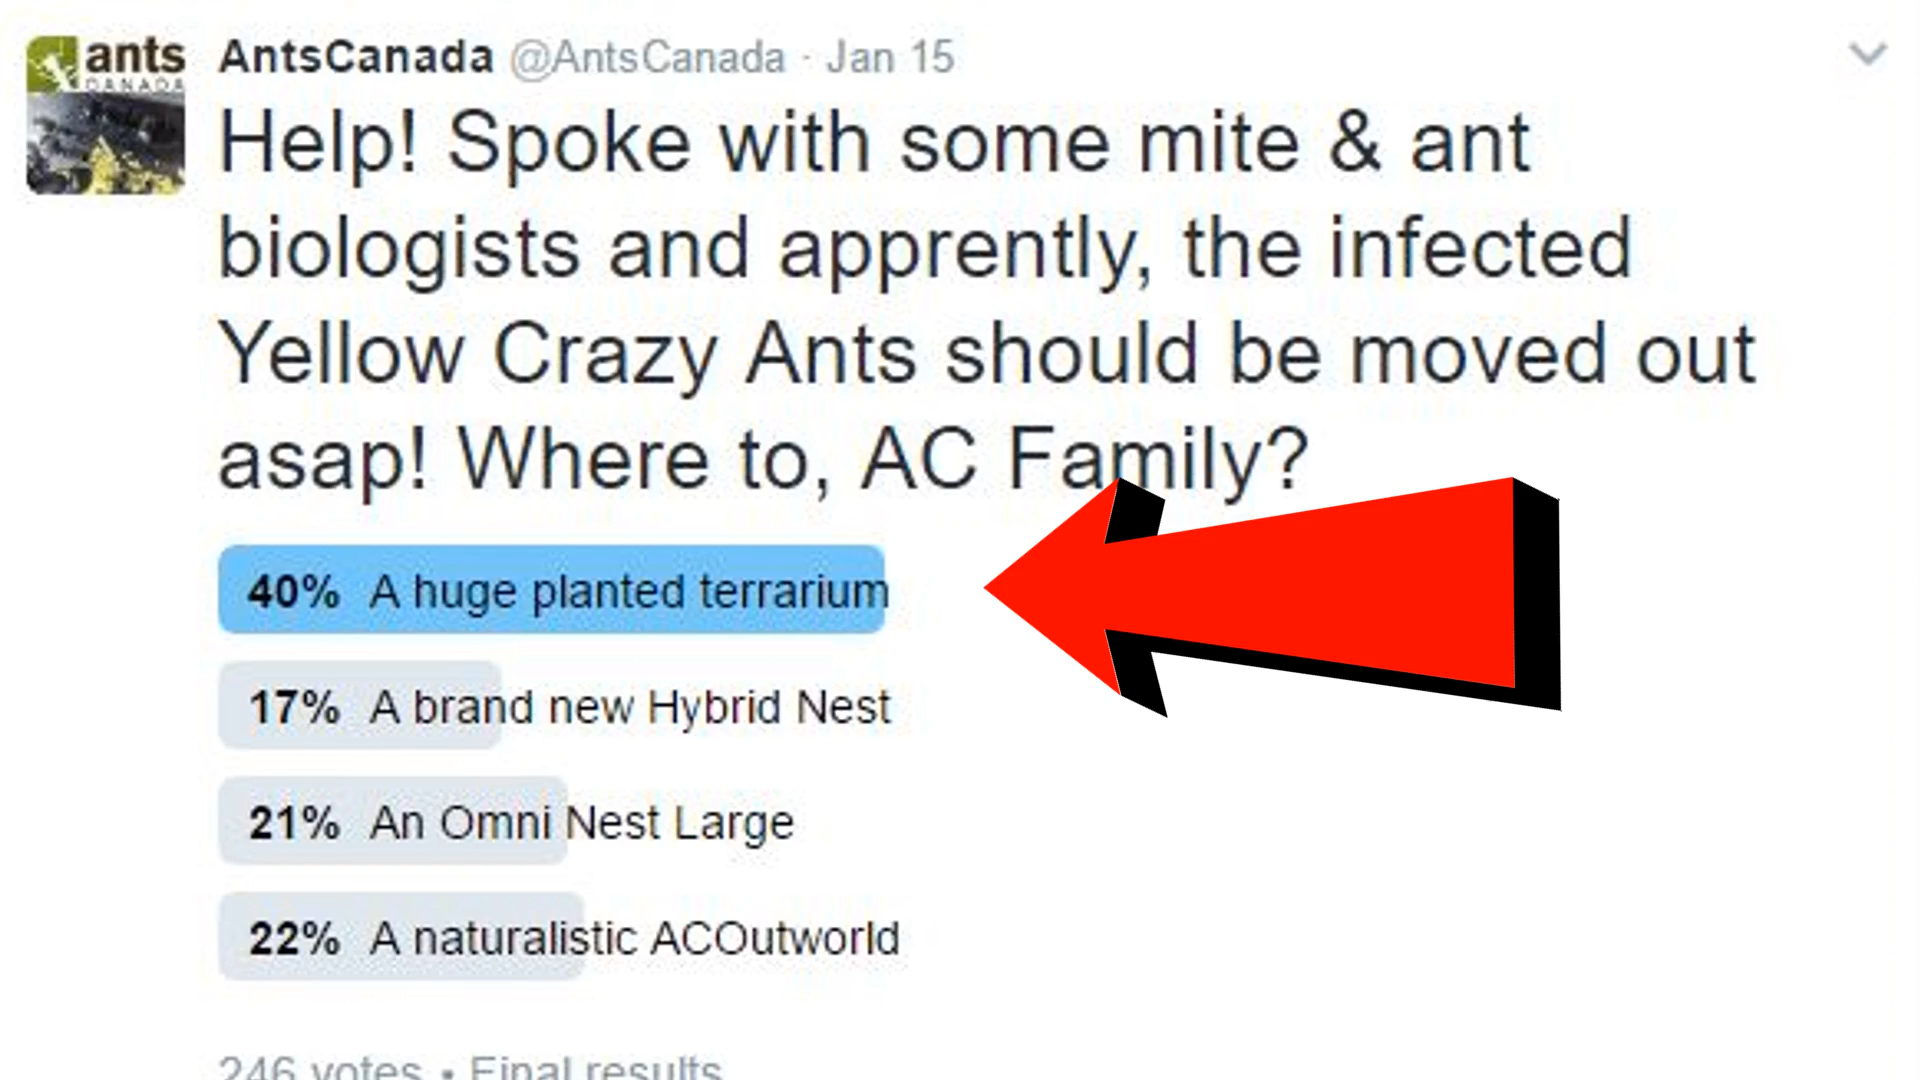 ants
CANADA
AntsCanada @AntsCanada · Jan 15
Help! Spoke with some mite & ant
biologists and apprently, the infected
Yellow Crazy Ants should be moved out
asap! Where to, AC Family?
40% A huge planted terrarium
17% A brand new Hybrid Nest
21% An Omni Nest Large
22% A naturalistic ACOutworld
246 votes • Final results